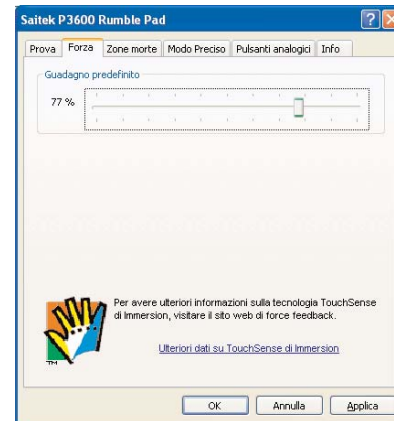 Saitek P3600 Rumble Pad
Prova Forza Zone morte Modo Preciso Pulsanti analogici Info
Guadagno predefinito
77 %
Per avere ulteriori informazioni sulla tecnologia TouchSense
di Immersion, visitare il sito web di force feedback.
TM
Ulteriori dati su TouchSense di Immersion
OK Annulla Applica